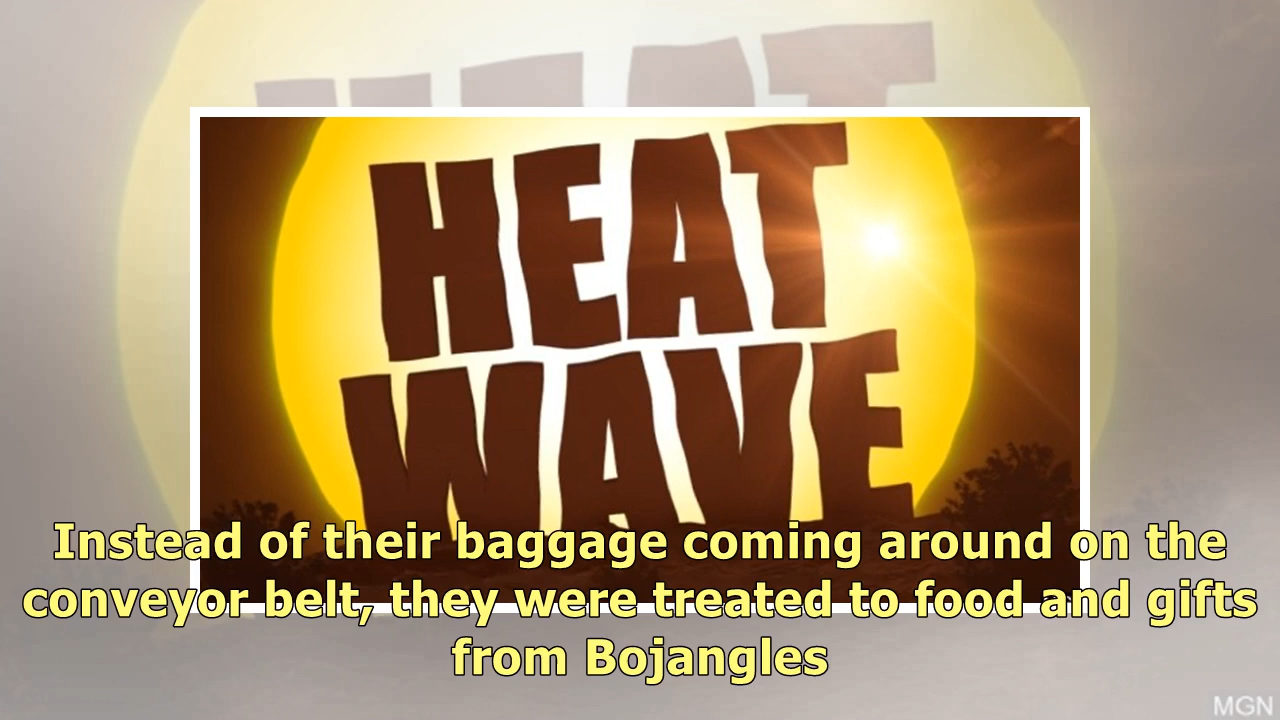 HEAT
HEAT
WAVE
Instead of their baggage coming around on the
conveyor belt, they were treated to food and gifts
from Bojangles
MGN